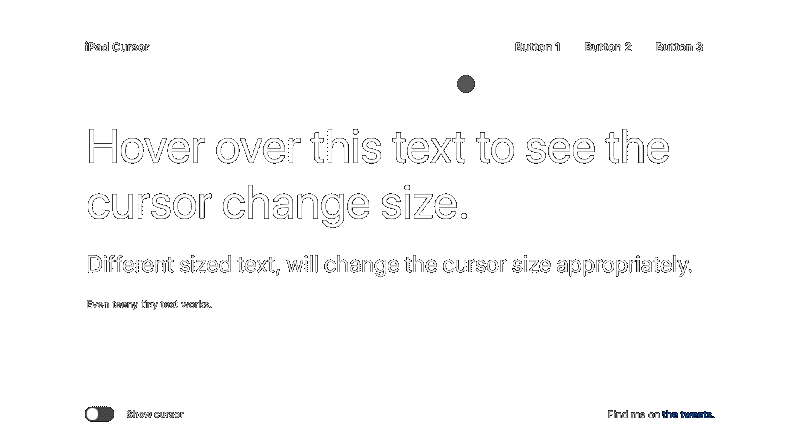 iPad Cursor
Button 1 Button 2 Button 3
Hover over this text to see the
cursor change size.
Different sized text, will change the cursor size appropriately.
Even teeny tiny text works.
Show cursor
Find me on the tweets.